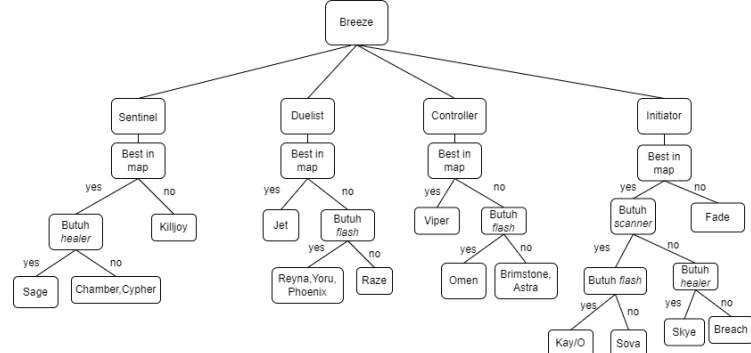 Breeze
Sentinel
Duelist
Controller
Initiator
Best in
map
Best in
map
Best in
map
Best in
map
yes
no
yes
no
yes
no
yes
no
Butuh
healer
Killjoy
Jet
Butuh
flash
Viper
Butuh
flash
Butuh
scanner
Fade
yes
no
yes
no
yes
no
yes
no
Sage
Chamber,Cypher
Reyna,Yoru,
Phoenix
Raze
Omen
Brimstone,
Astra
Butuh flash
Butuh
healer
yes
no
yes
no
Kay/O
Sova
Skye
Breach